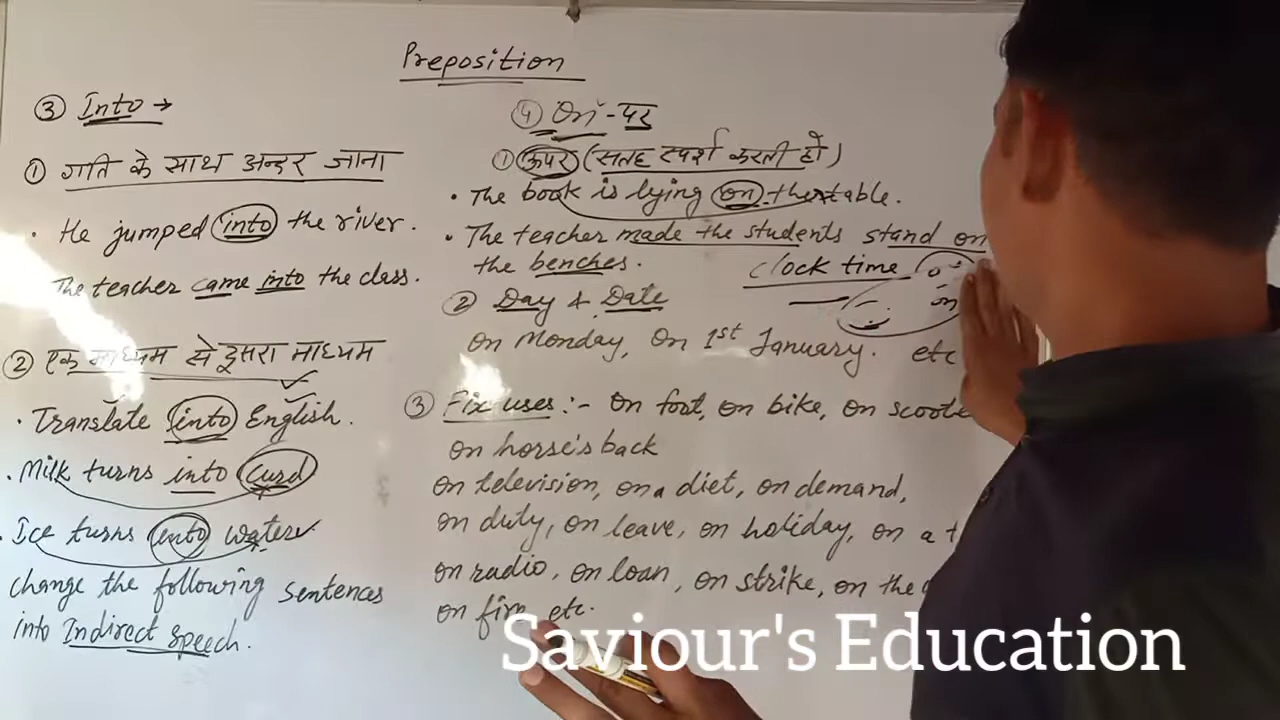 Preposition
③ Into →
① गति के साथ अन्दर जाना
· He jumped into the river.
The teacher came into the class.
② एक माध्यम से दूसरा माध्यम
· Translate into English.
· Milk turns into Curd
· Ice turns into water
change the following sentences
into Indirect Speech.
④ On - पर
① ऊपर (सतह स्पर्श करती हो)
· The book is lying on the table.
· The teacher made the students stand on
the benches.
clock time
on
② Day & Date
On Monday, On 1st January. etc
③ Fix uses :- On foot, on bike, on
on horse's back
on television, on a diet, on demand,
on duty, on leave, on holiday, on a
on radio, on loan, on strike, on the
on etc.
Saviour's Education